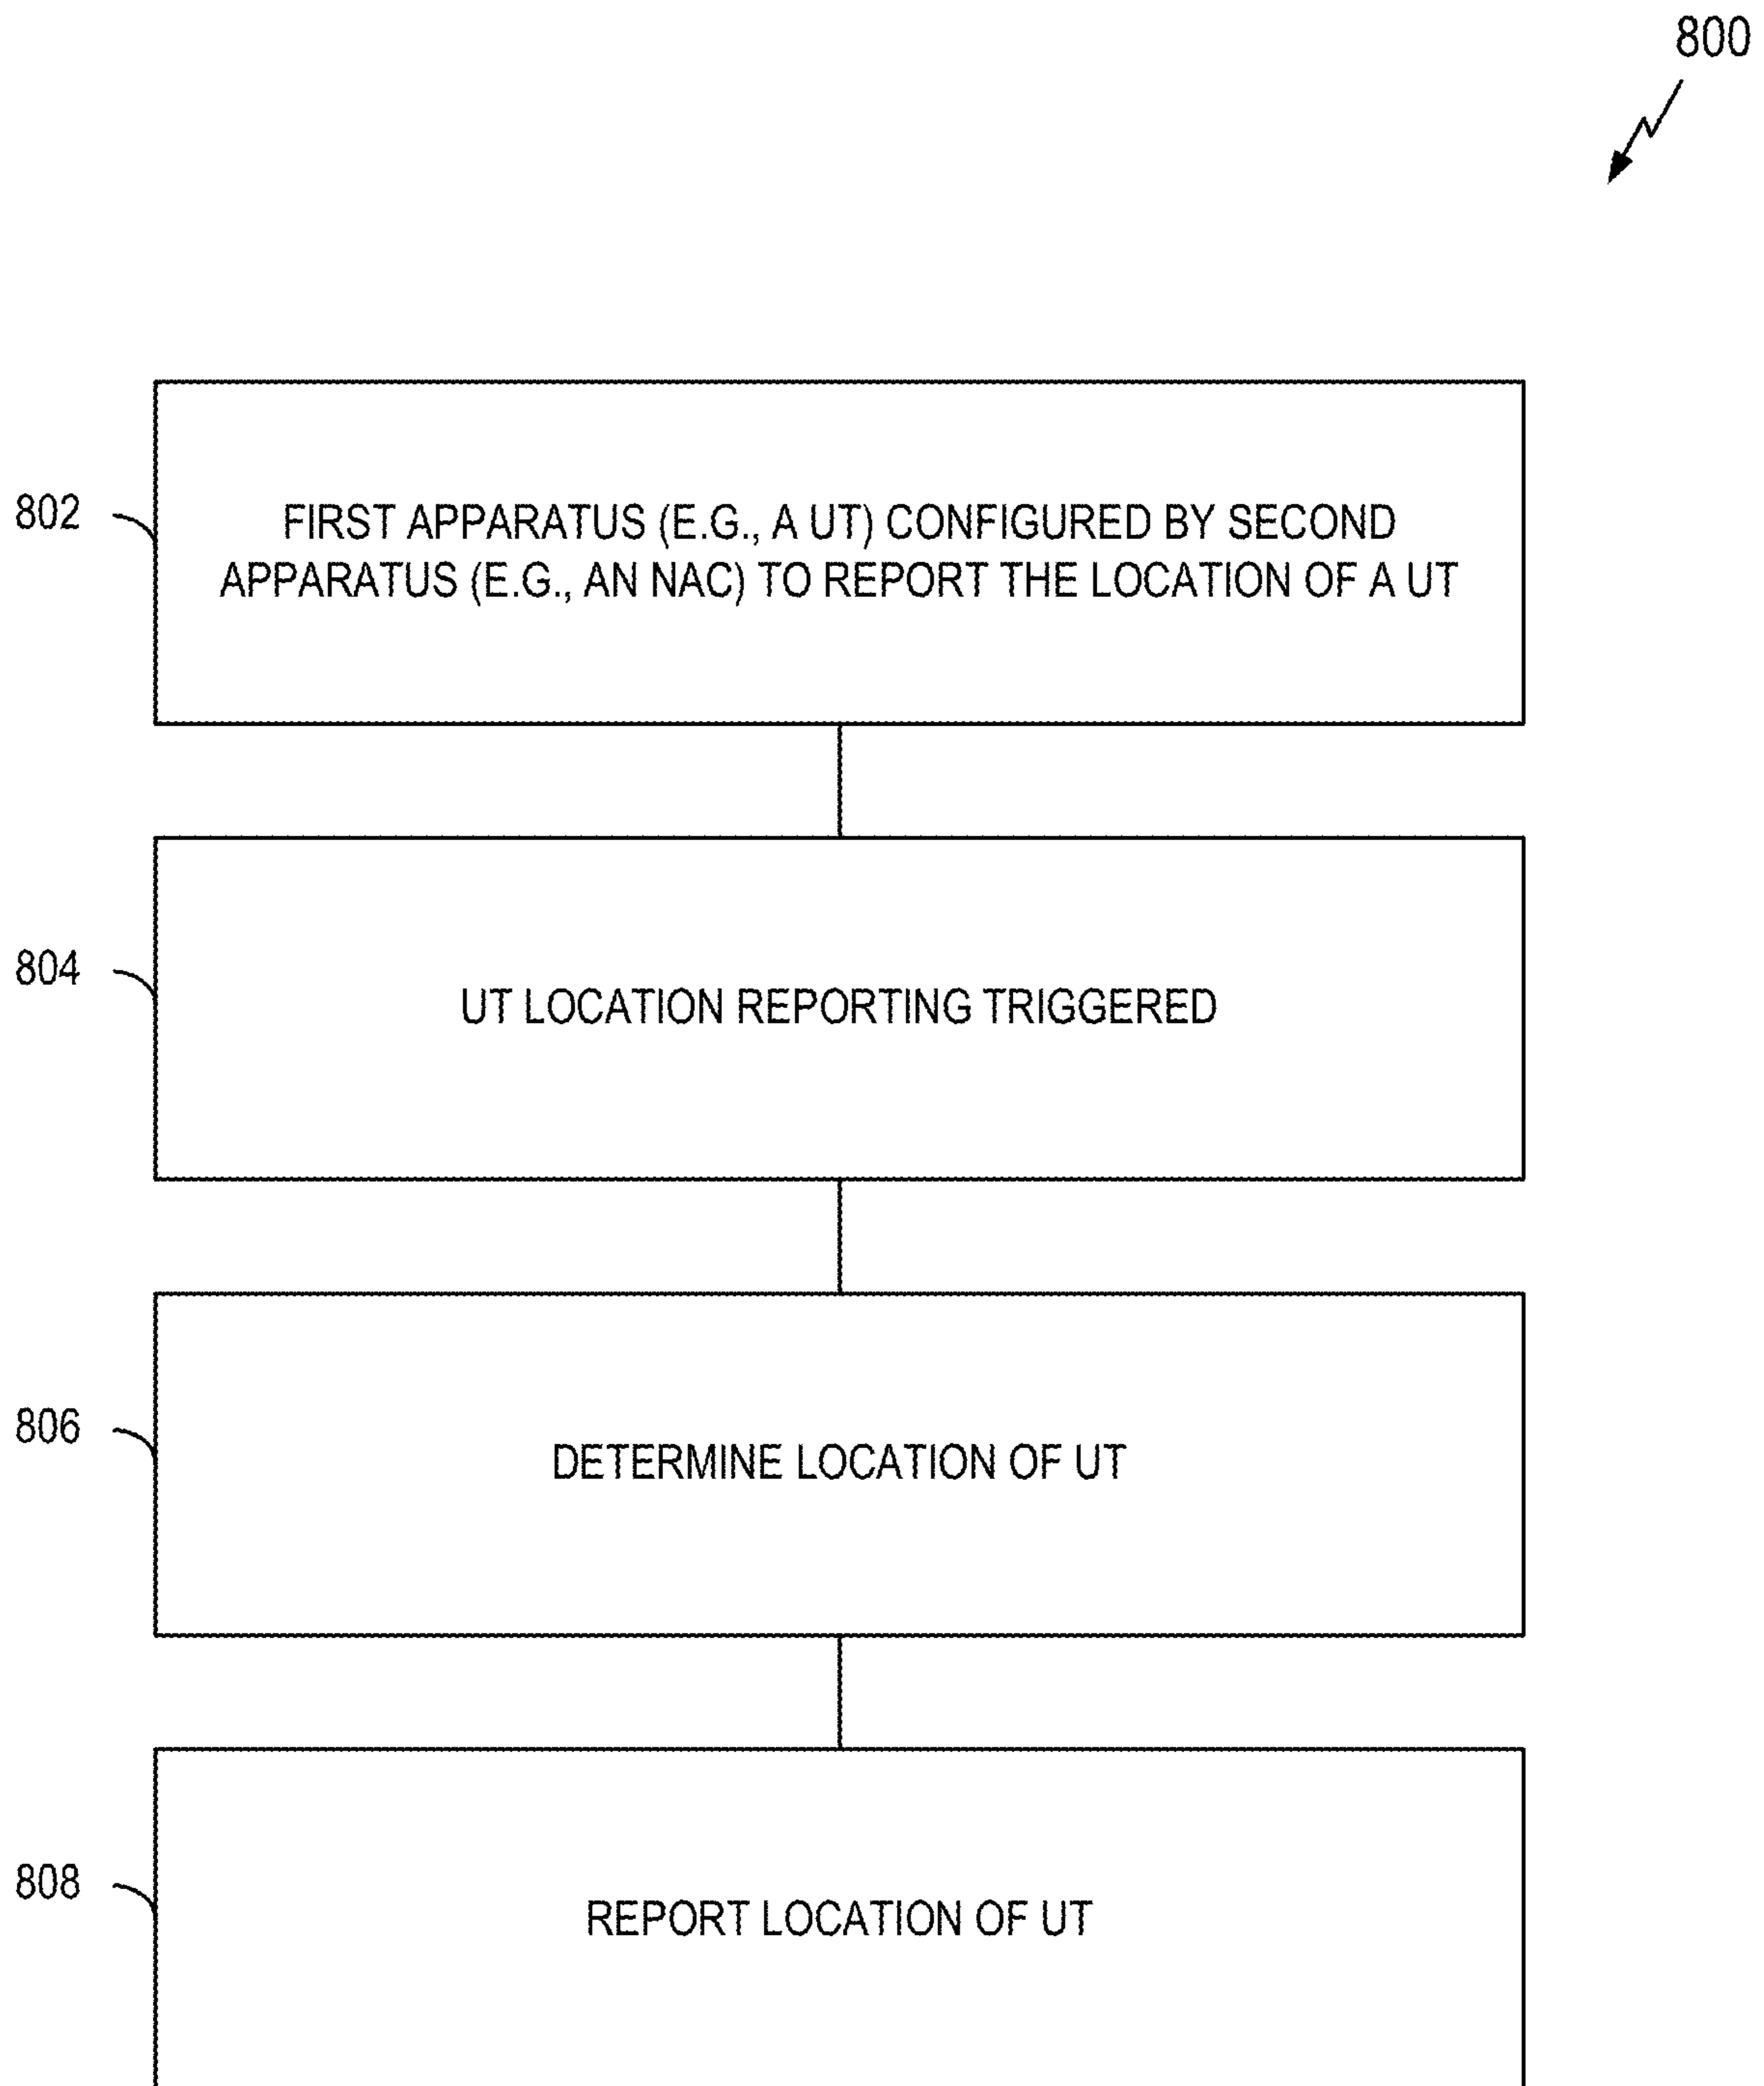 800
802
FIRST APPARATUS (E.G., A UT) CONFIGURED BY SECOND
APPARATUS (E.G., AN NAC) TO REPORT THE LOCATION OF A UT
804
UT LOCATION REPORTING TRIGGERED
806
DETERMINE LOCATION OF UT
808
REPORT LOCATION OF UT